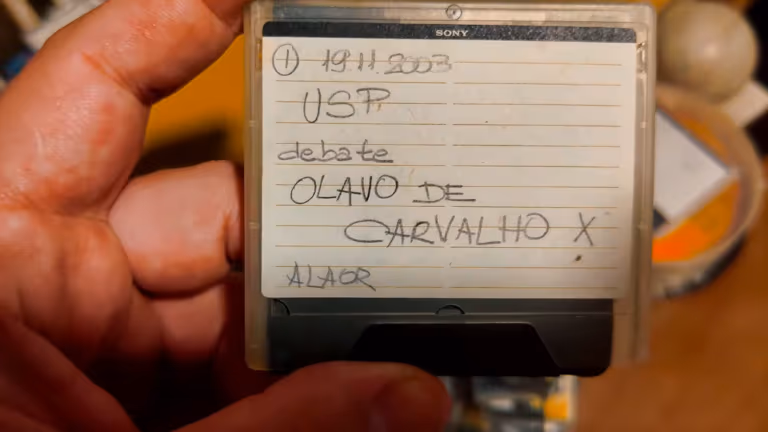 SONY
① 19.11.2003
USP
debate
OLAVO DE
CARVALHO X
ALAOR